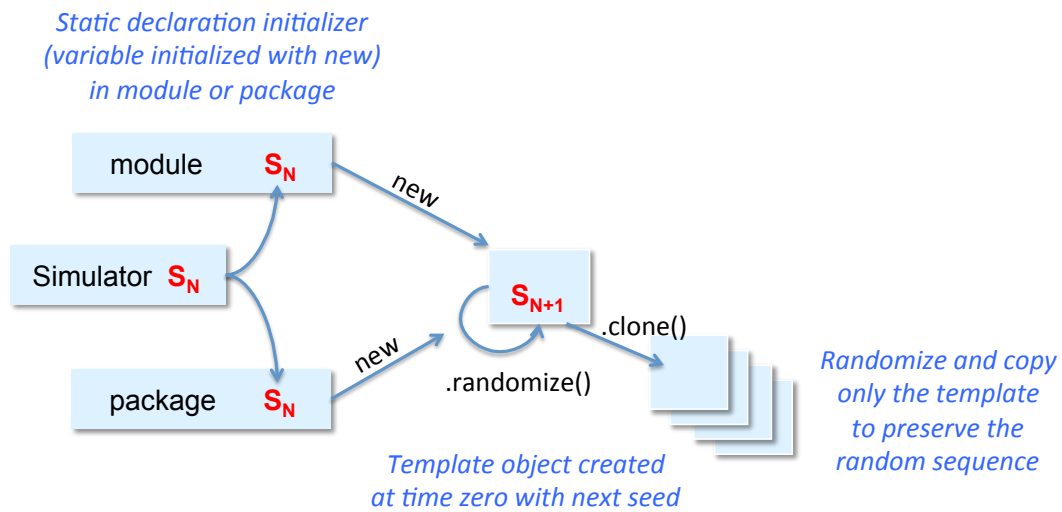 Static declaration initializer
(variable initialized with new)
in module or package
module S_N
new
Simulator S_N
S_{N+1}
.clone()
new
.randomize()
package S_N
Randomize and copy
only the template
to preserve the
random sequence
Template object created
at time zero with next seed